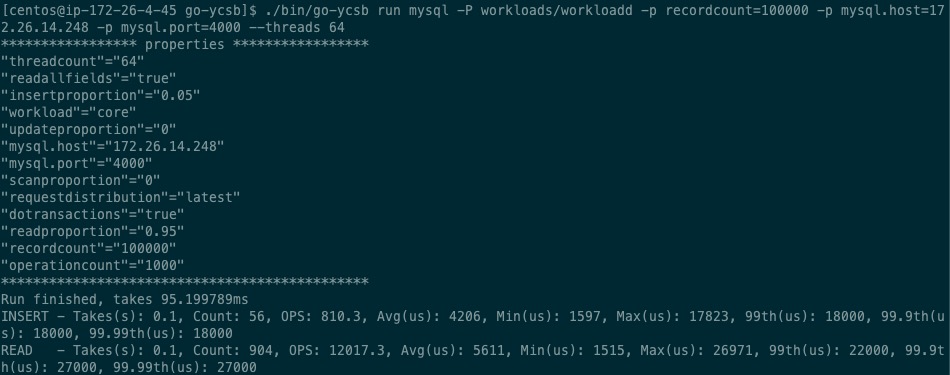 [centos@ip-172-26-4-45 go-ycsb]$ ./bin/go-ycsb run mysql -P workloads/workloadd -p recordcount=100000 -p mysql.host=17
2.26.14.248 -p mysql.port=4000 --threads 64
***************** properties *****************
"threadcount"="64"
"readallfields"="true"
"insertproportion"="0.05"
"workload"="core"
"updateproportion"="0"
"mysql.host"="172.26.14.248"
"mysql.port"="4000"
"scanproportion"="0"
"requestdistribution"="latest"
"dotransactions"="true"
"readproportion"="0.95"
"recordcount"="100000"
"operationcount"="1000"
**********************************************
Run finished, takes 95.199789ms
INSERT - Takes(s): 0.1, Count: 56, OPS: 810.3, Avg(us): 4206, Min(us): 1597, Max(us): 17823, 99th(us): 18000, 99.9th(u
s): 18000, 99.99th(us): 18000
READ   - Takes(s): 0.1, Count: 904, OPS: 12017.3, Avg(us): 5611, Min(us): 1515, Max(us): 26971, 99th(us): 22000, 99.9t
h(us): 27000, 99.99th(us): 27000